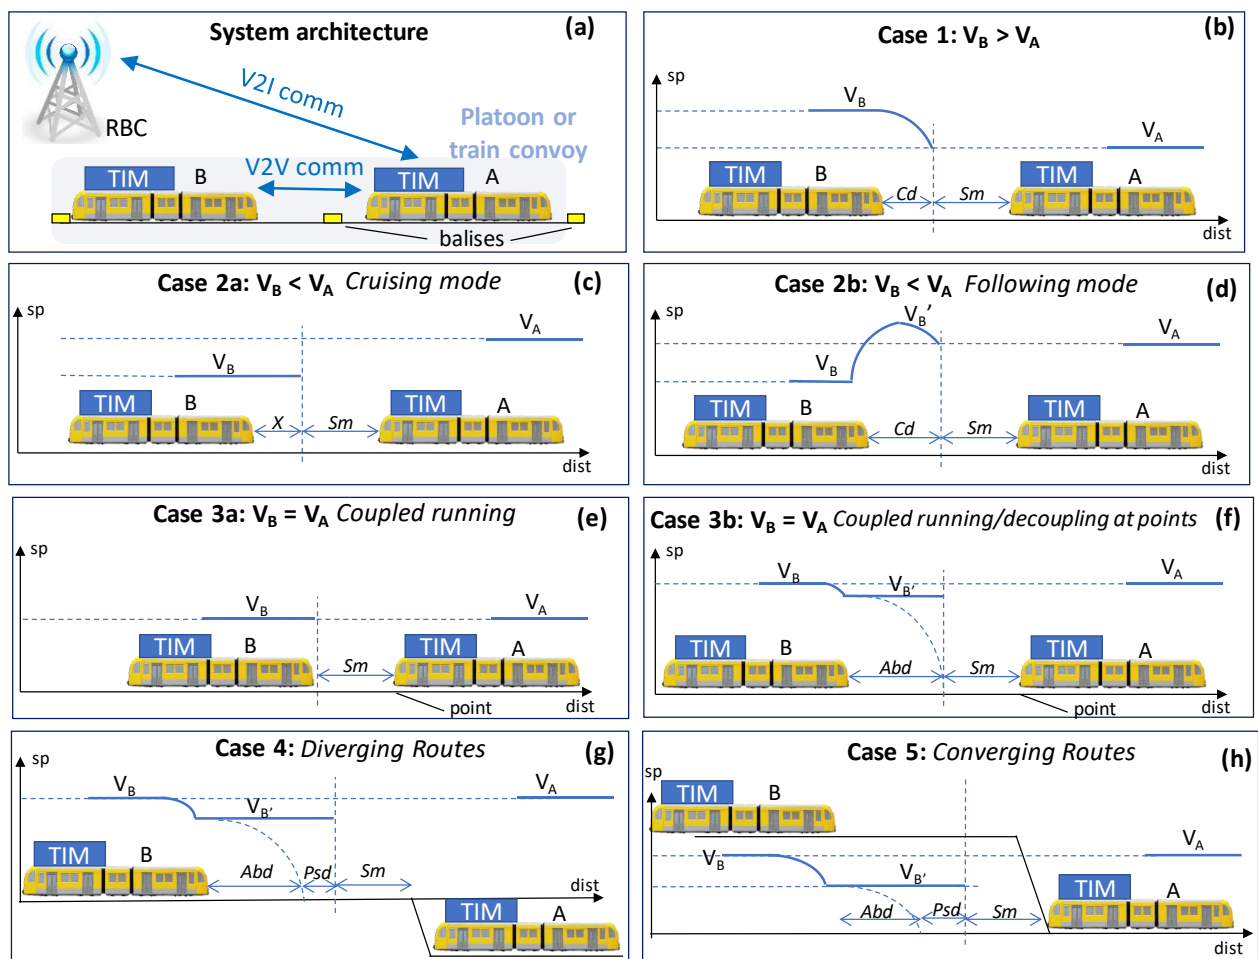 System architecture
(a)
V2I comm
RBC
Platoon or
train convoy
V2V comm
TIM
B
TIM
A
balises
Case 1: VB > VA
(b)
sp
VB
VA
TIM
B
TIM
A
Cd
Sm
dist
Case 2a: VB < VA Cruising mode
(c)
sp
VA
VB
TIM
B
TIM
A
X
Sm
dist
Case 2b: VB < VA Following mode
(d)
sp
VB'
VA
VB
TIM
B
TIM
A
Cd
Sm
dist
Case 3a: VB = VA Coupled running
(e)
sp
VB
VA
TIM
B
TIM
A
Sm
point
dist
Case 3b: VB = VA Coupled running/decoupling at points
(f)
sp
VB
VB'
VA
TIM
B
TIM
A
Abd
Sm
point
dist
Case 4: Diverging Routes
(g)
sp
VB
VB'
VA
TIM
B
Abd
Psd
Sm
dist
TIM
A
Case 5: Converging Routes
(h)
sp
TIM
B
VB
VB'
VA
TIM
A
Abd
Psd
Sm
dist